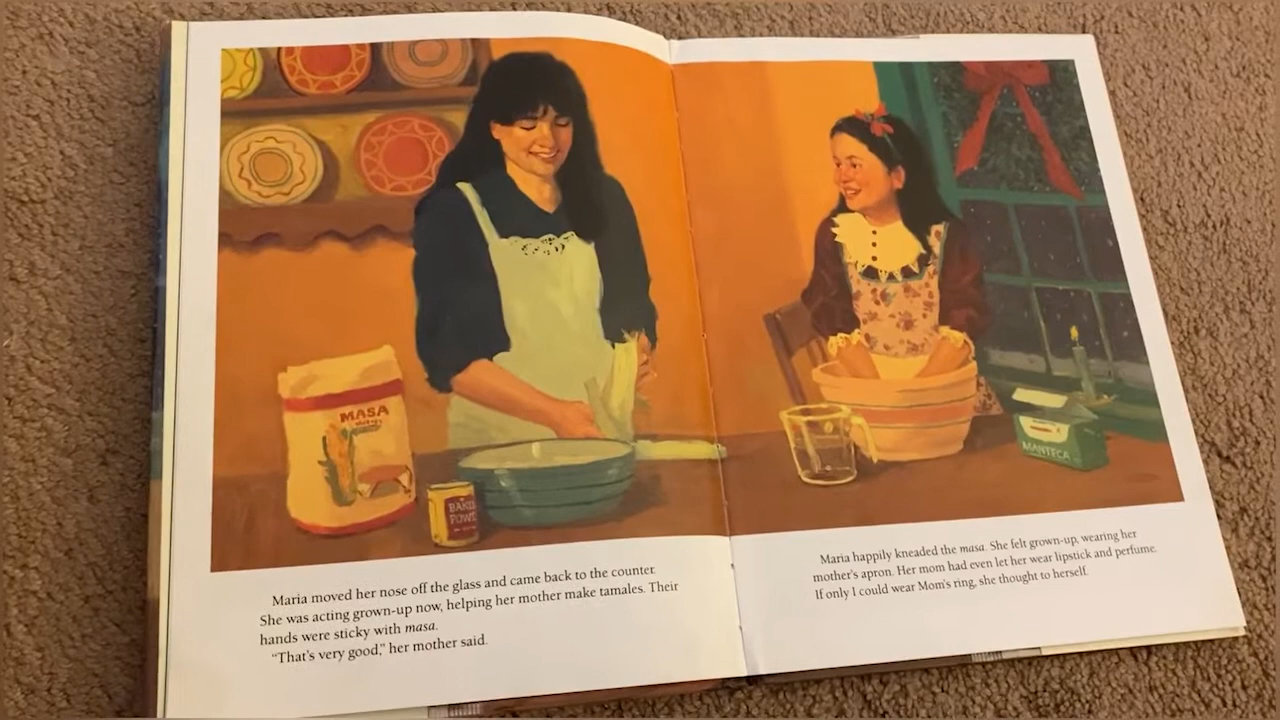 MASA
BAKI
POWE
MANTECA
Maria moved her nose off the glass and came back to the counter.
She was acting grown-up now, helping her mother make tamales. Their
hands were sticky with masa.
“That’s very good,” her mother said.
Maria happily kneaded the masa. She felt grown-up, wearing her
mother’s apron. Her mom had even let her wear lipstick and perfume.
If only I could wear Mom’s ring, she thought to herself.